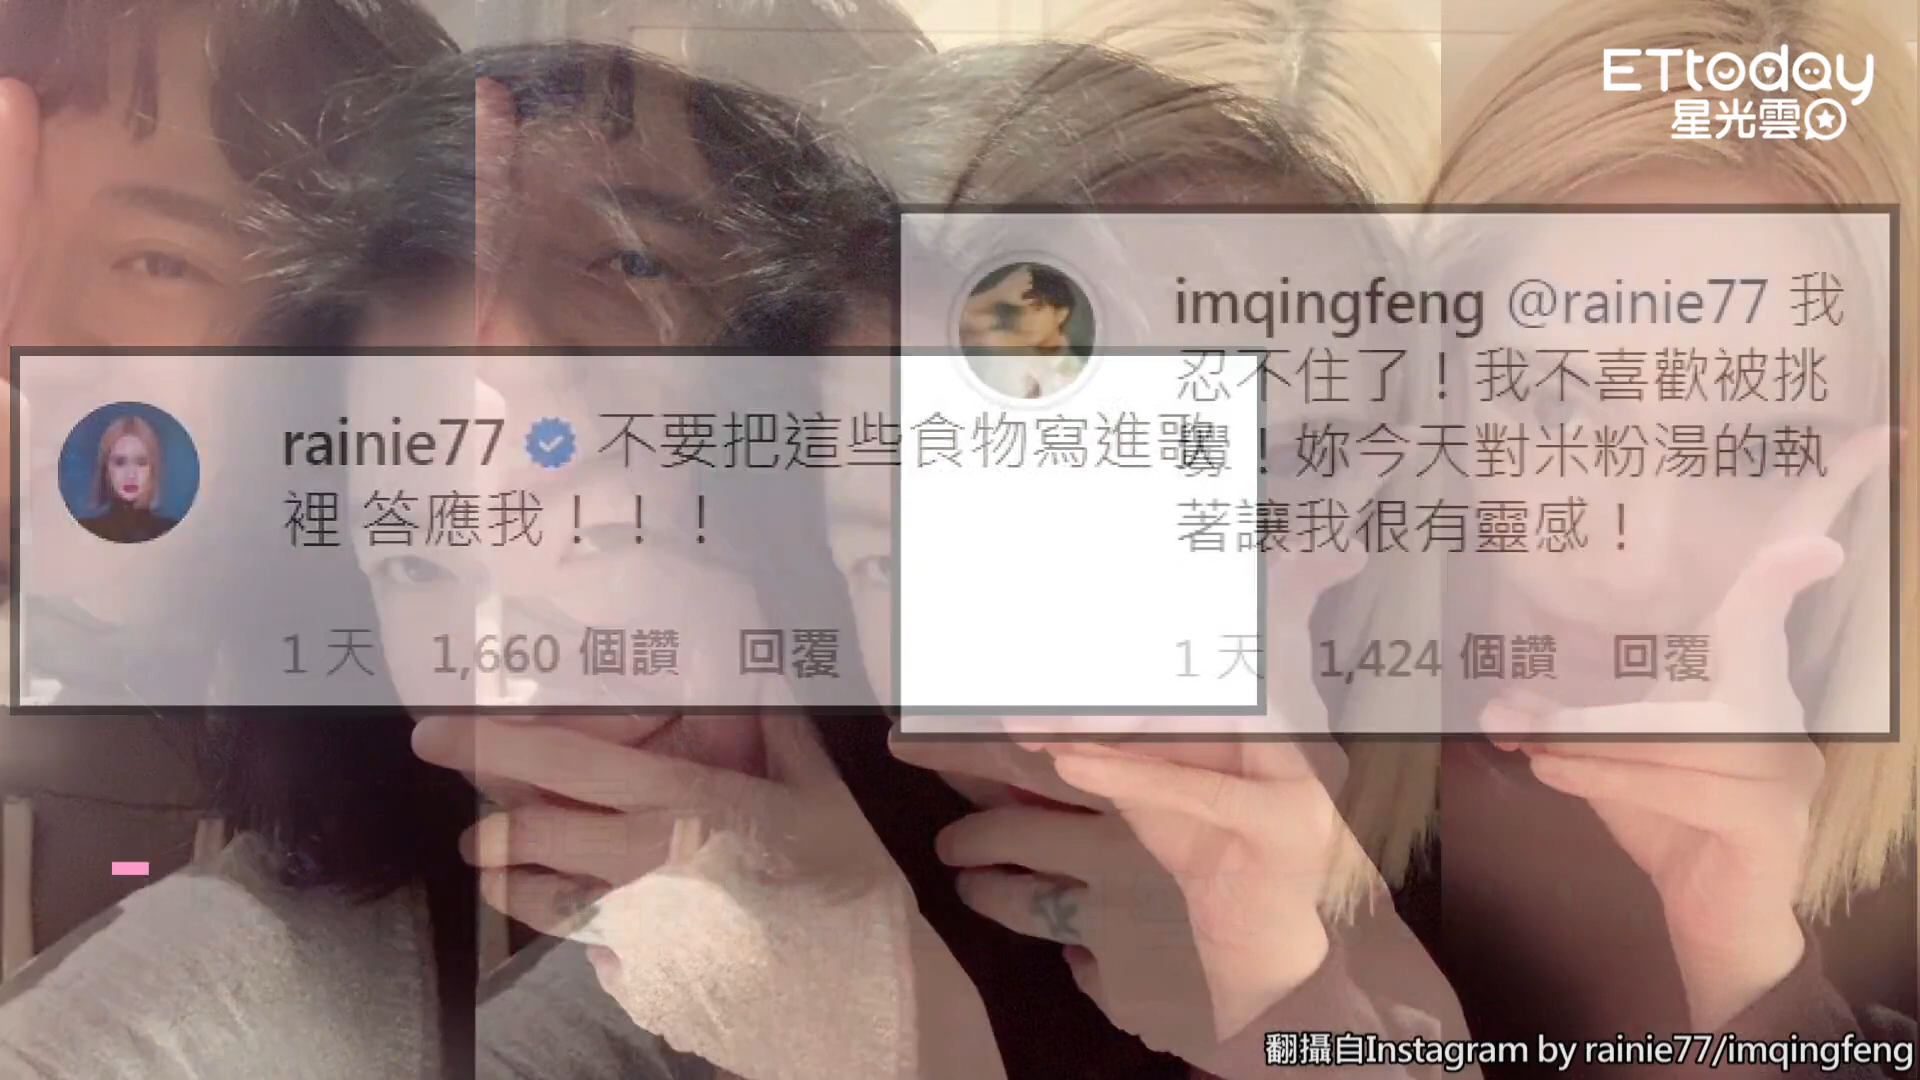 ETtoday
星光雲
imqingfeng @rainie77 我
忍不住了！我不喜歡被挑
釁！妳今天對米粉湯的執
著讓我很有靈感！
1 天 1,424 個讚 回覆
rainie77 不要把這些食物寫進歌
裡 答應我！！！
1 天 1,660 個讚 回覆
翻攝自Instagram by rainie77/imqingfeng